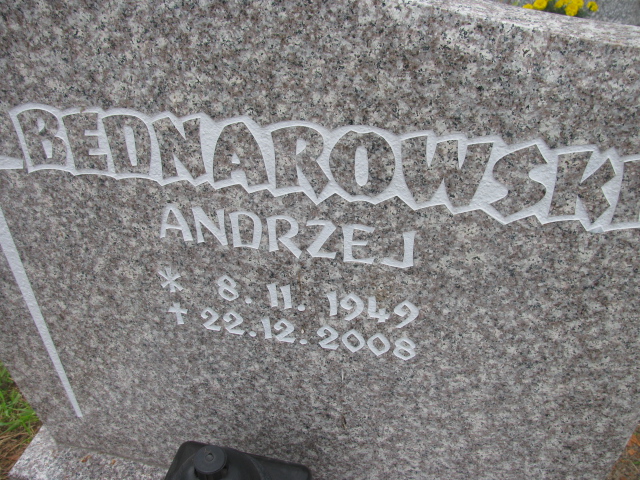 BEDNAROWSKI
ANDRZEJ
* 8.11.1949
+ 22.12.2008